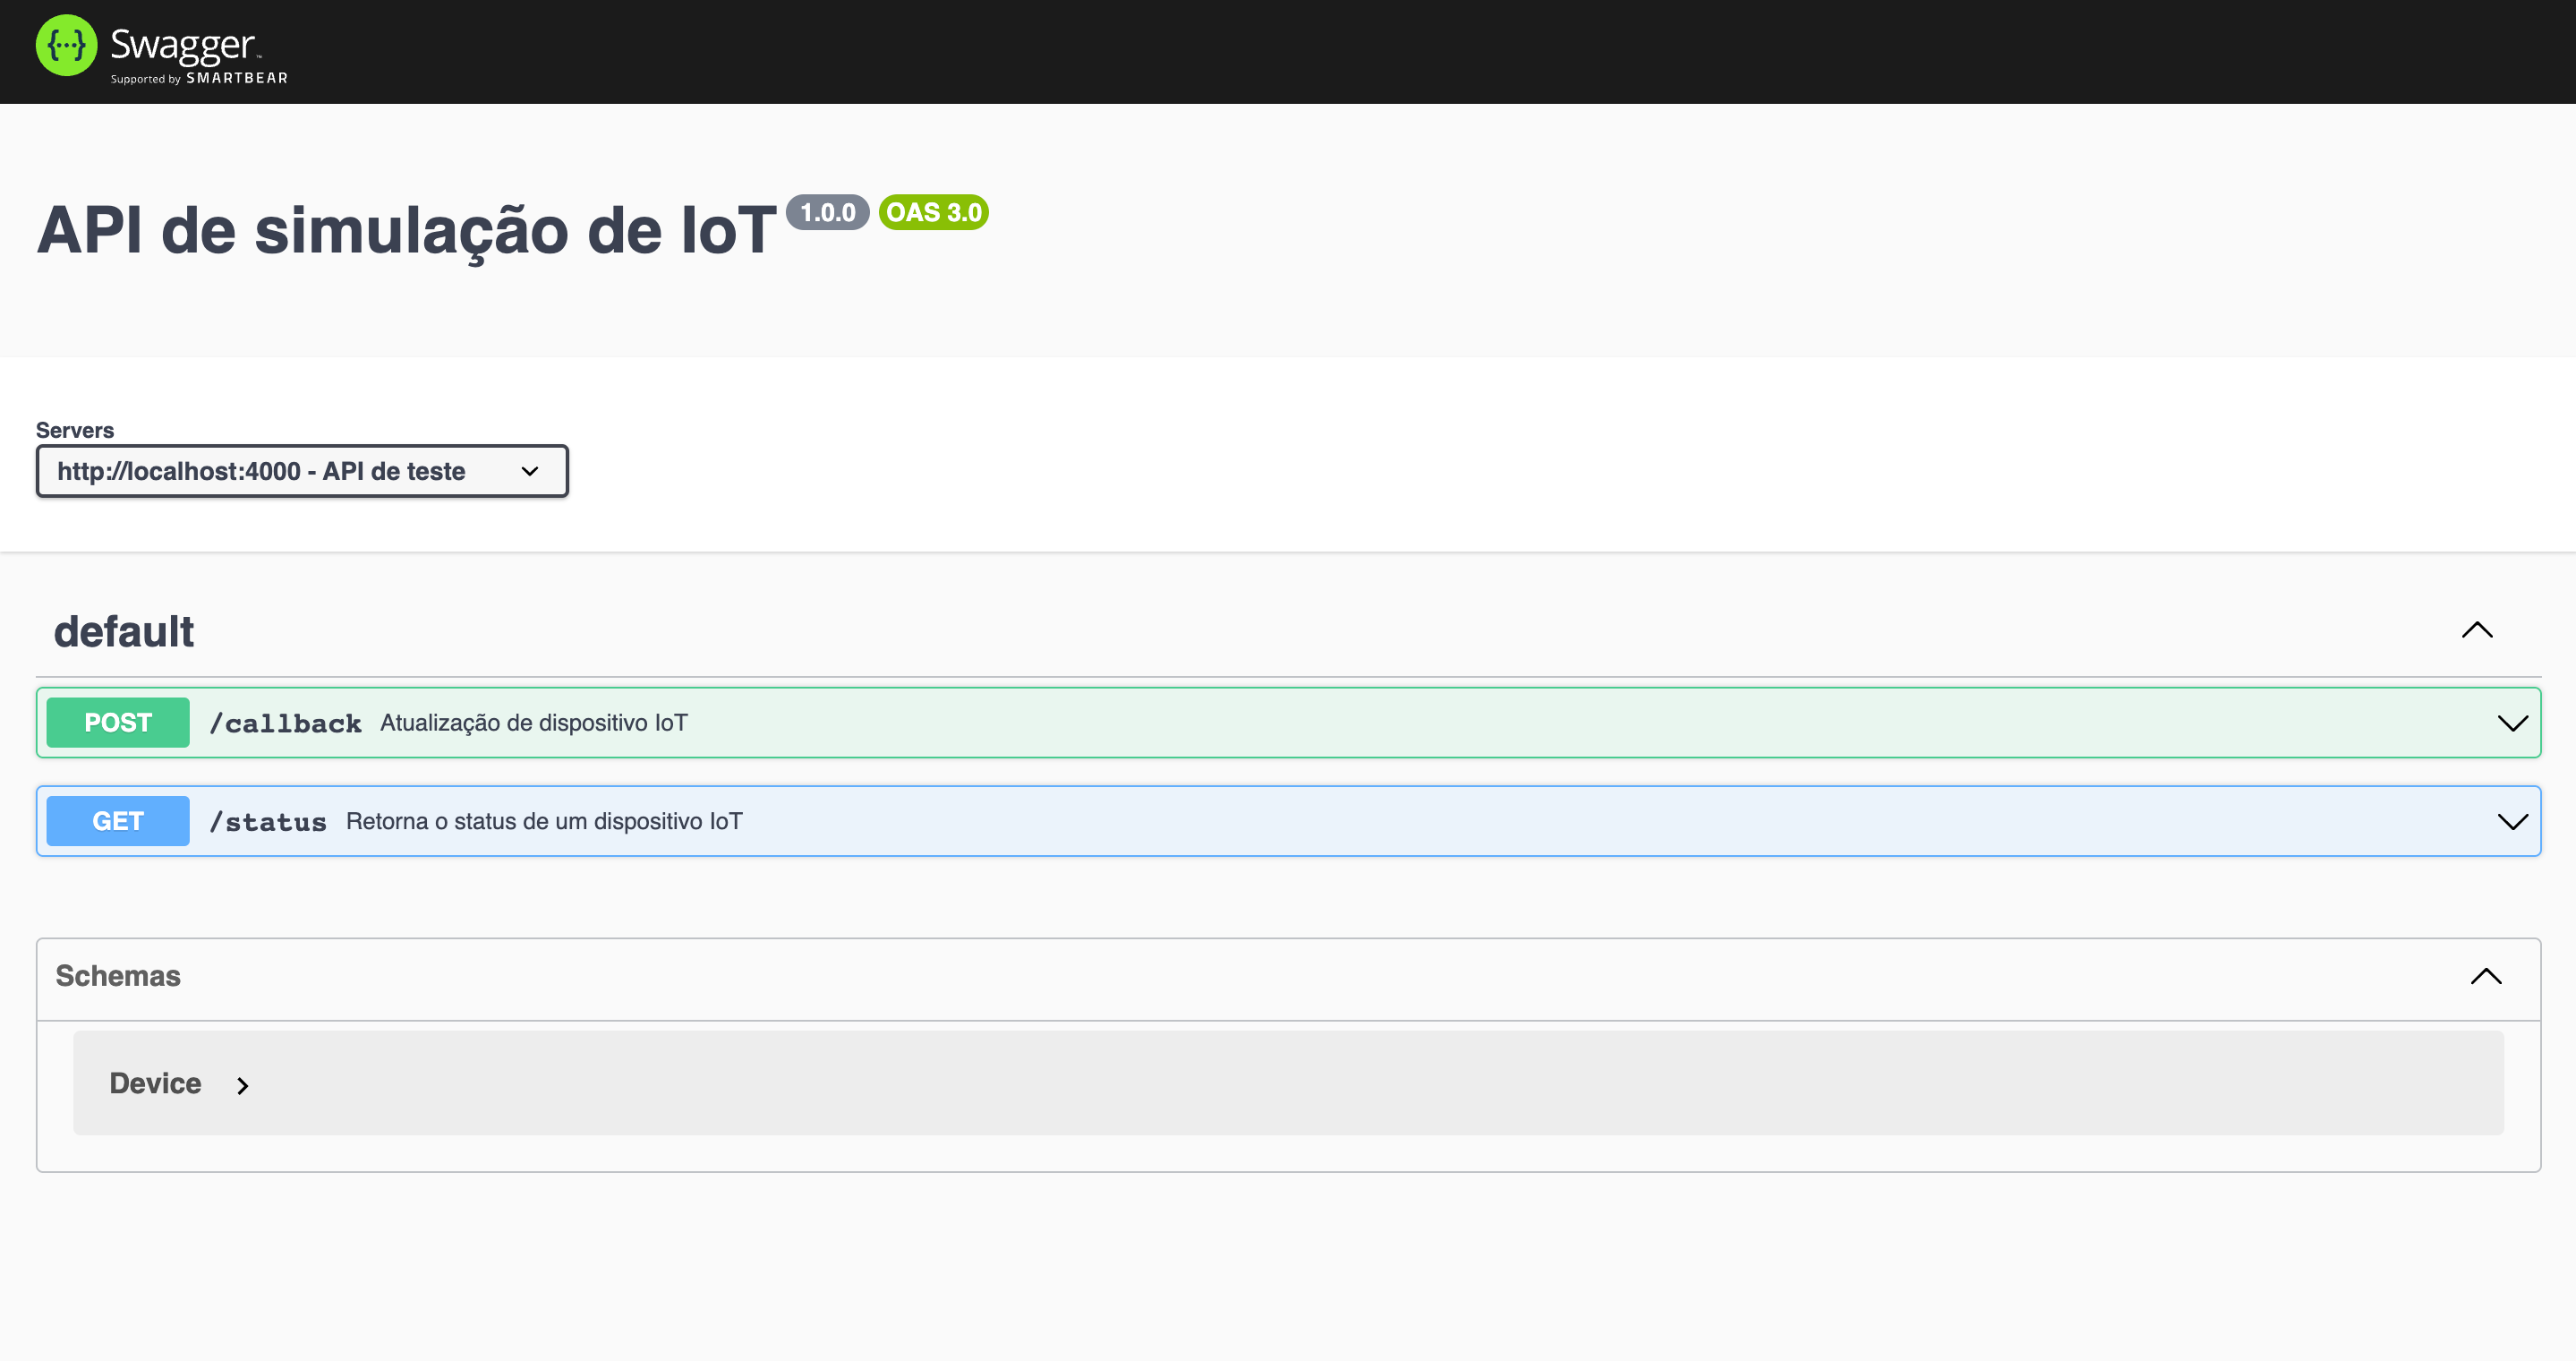 {···} Swagger™
Supported by SMARTBEAR
API de simulação de IoT 1.0.0 OAS 3.0
Servers
http://localhost:4000 - API de teste
default
POST /callback Atualização de dispositivo IoT
GET /status Retorna o status de um dispositivo IoT
Schemas
Device